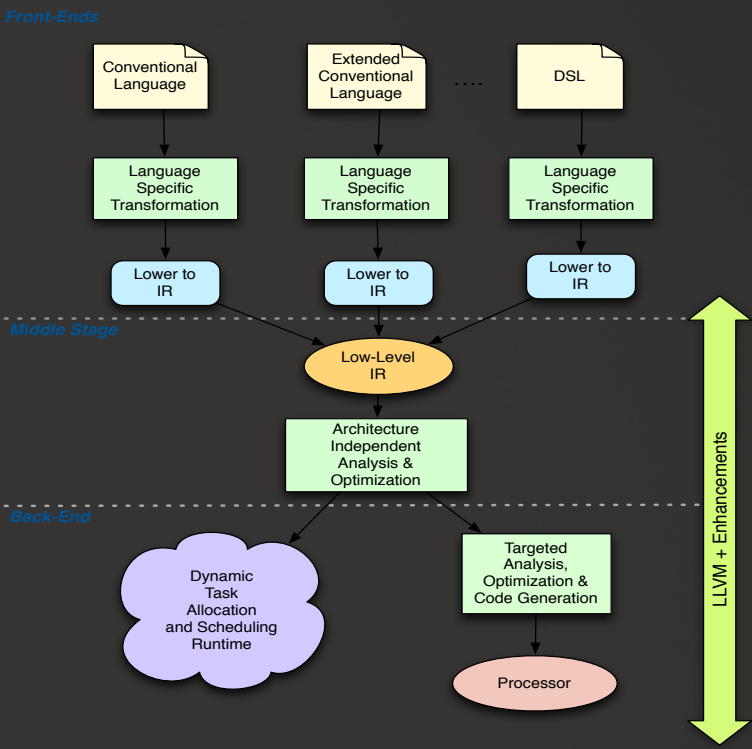 Front-Ends
Conventional
Language
Extended
Conventional
Language
....
DSL
Language
Specific
Transformation
Language
Specific
Transformation
Language
Specific
Transformation
Lower to
IR
Lower to
IR
Lower to
IR
Middle Stage
Low-Level
IR
Architecture
Independent
Analysis &
Optimization
Back-End
Dynamic
Task
Allocation
and Scheduling
Runtime
Targeted
Analysis,
Optimization &
Code Generation
Processor
LLVM + Enhancements